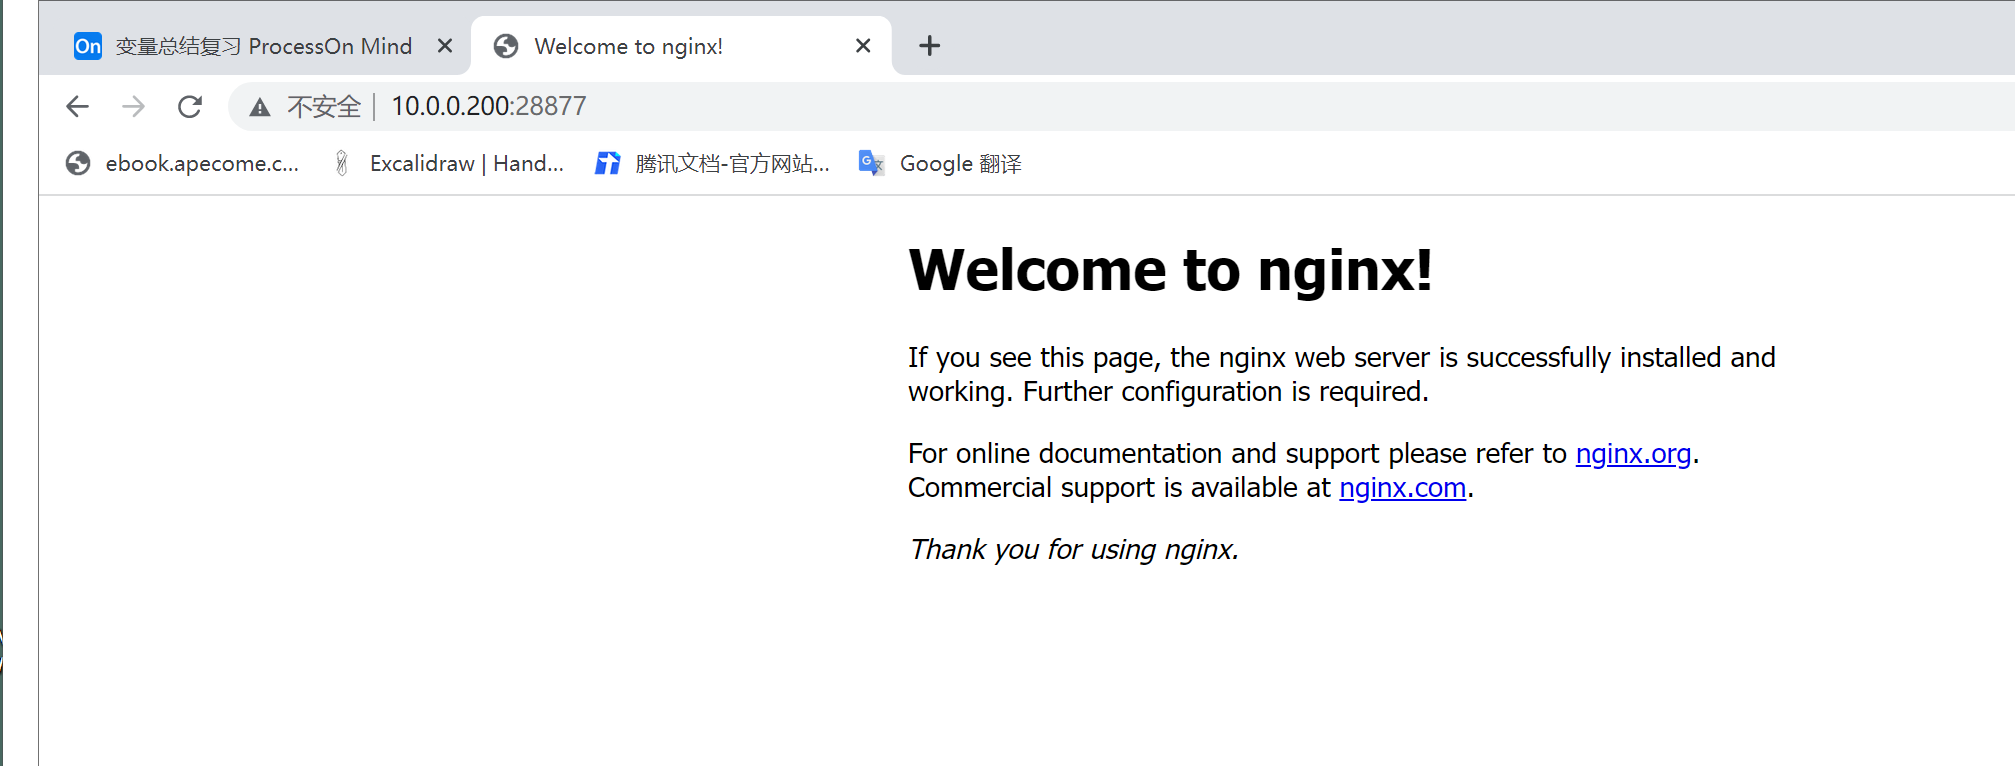 On 变量总结复习 ProcessOn Mind
Welcome to nginx!
不安全 | 10.0.0.200:28877
ebook.apecome.c... Excalidraw | Hand... 腾讯文档-官方网站... Google 翻译
Welcome to nginx!
If you see this page, the nginx web server is successfully installed and
working. Further configuration is required.
For online documentation and support please refer to nginx.org.
Commercial support is available at nginx.com.
Thank you for using nginx.